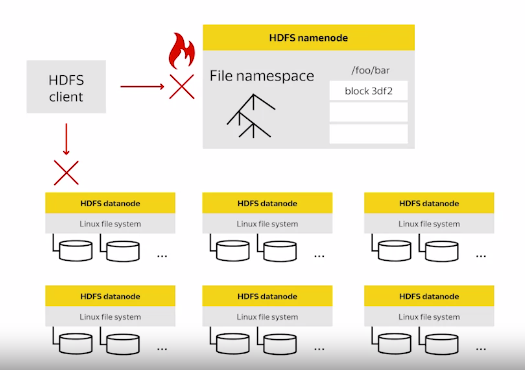 HDFS namenode
HDFS
client
File namespace
/foo/bar
block 3df2
HDFS datanode
Linux file system
...
HDFS datanode
Linux file system
...
HDFS datanode
Linux file system
...
HDFS datanode
Linux file system
...
HDFS datanode
Linux file system
...
HDFS datanode
Linux file system
...